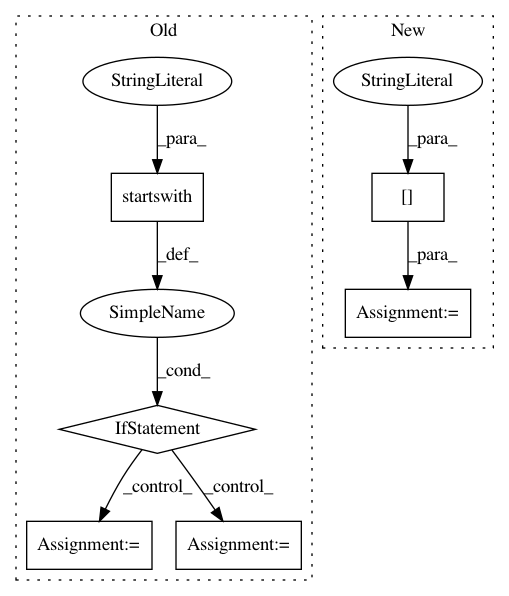 Old
New
StringLiteral
StringLiteral
_para_
_para_
startswith
[]
_def_
_para_
SimpleName
Assignment:=
_cond_
IfStatement
_control_
_control_
Assignment:=
Assignment:=